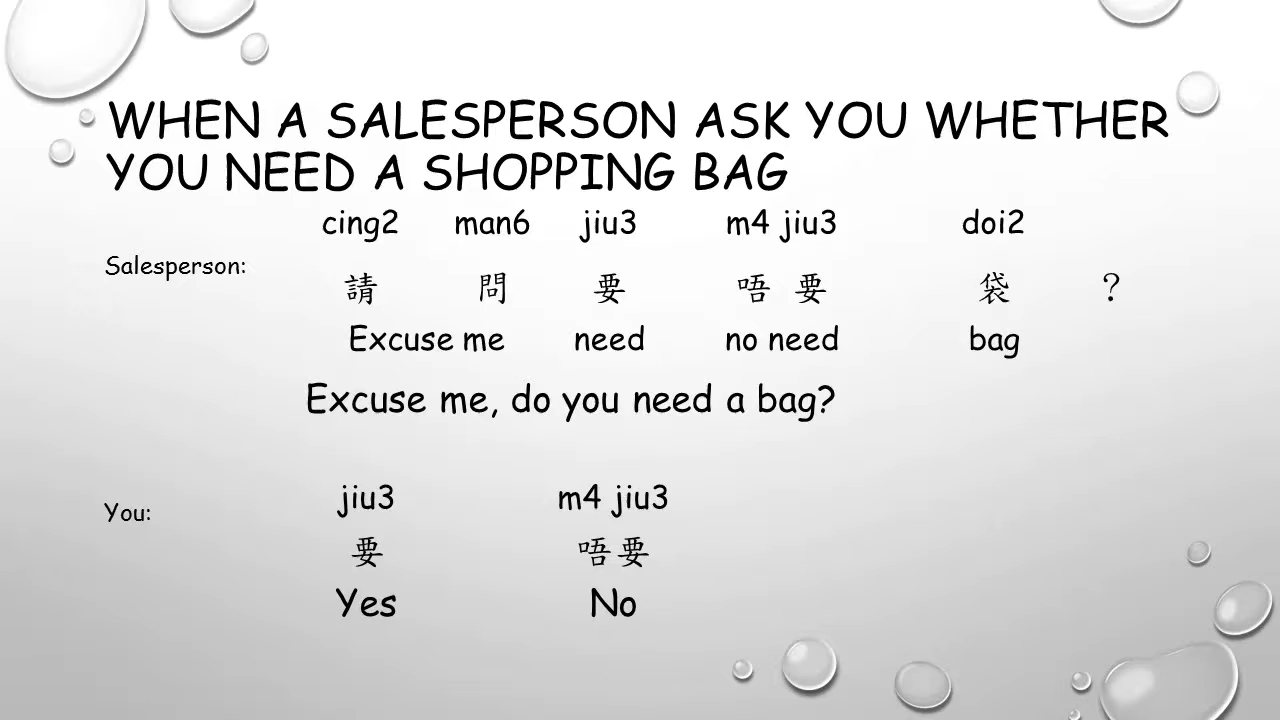 WHEN A SALESPERSON ASK YOU WHETHER
YOU NEED A SHOPPING BAG
cing2 man6 jiu3 m4 jiu3 doi2
Salesperson:
請 問 要 唔 要 袋 ?
Excuse me need no need bag
Excuse me, do you need a bag?
jiu3 m4 jiu3
You:
要 唔要
Yes No